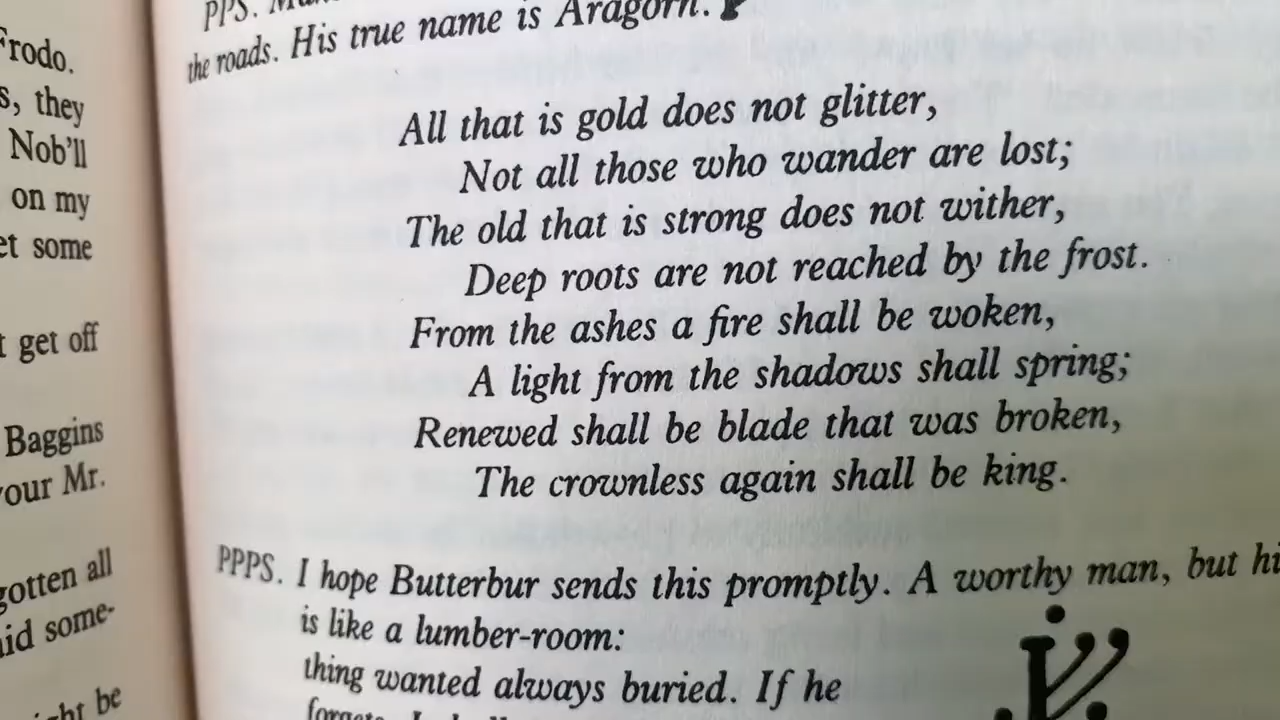 Frodo.
they
Nob'll
on my
some
get off
Baggins
Mr.
all
some-
be
PPS.
the roads. His true name is Aragorn.
All that is gold does not glitter,
Not all those who wander are lost;
The old that is strong does not wither,
Deep roots are not reached by the frost.
From the ashes a fire shall be woken,
A light from the shadows shall spring;
Renewed shall be blade that was broken,
The crownless again shall be king.
PPPS. I hope Butterbur sends this promptly. A worthy man, but
is like a lumber-room:
thing wanted always buried. If he